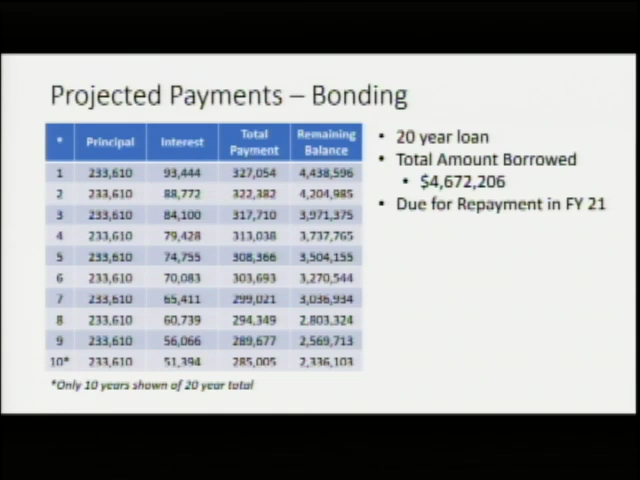 Projected Payments – Bonding
* Principal Interest Total Payment Remaining Balance
1 233,610 93,444 327,054 4,438,596
2 233,610 88,772 322,382 4,204,985
3 233,610 84,100 317,710 3,971,375
4 233,610 79,428 313,038 3,737,765
5 233,610 74,755 308,366 3,504,155
6 233,610 70,083 303,693 3,270,544
7 233,610 65,411 299,021 3,036,934
8 233,610 60,739 294,349 2,803,324
9 233,610 56,066 289,677 2,569,713
10* 233,610 51,394 285,005 2,336,103
*Only 10 years shown of 20 year total
• 20 year loan
• Total Amount Borrowed
• $4,672,206
• Due for Repayment in FY 21